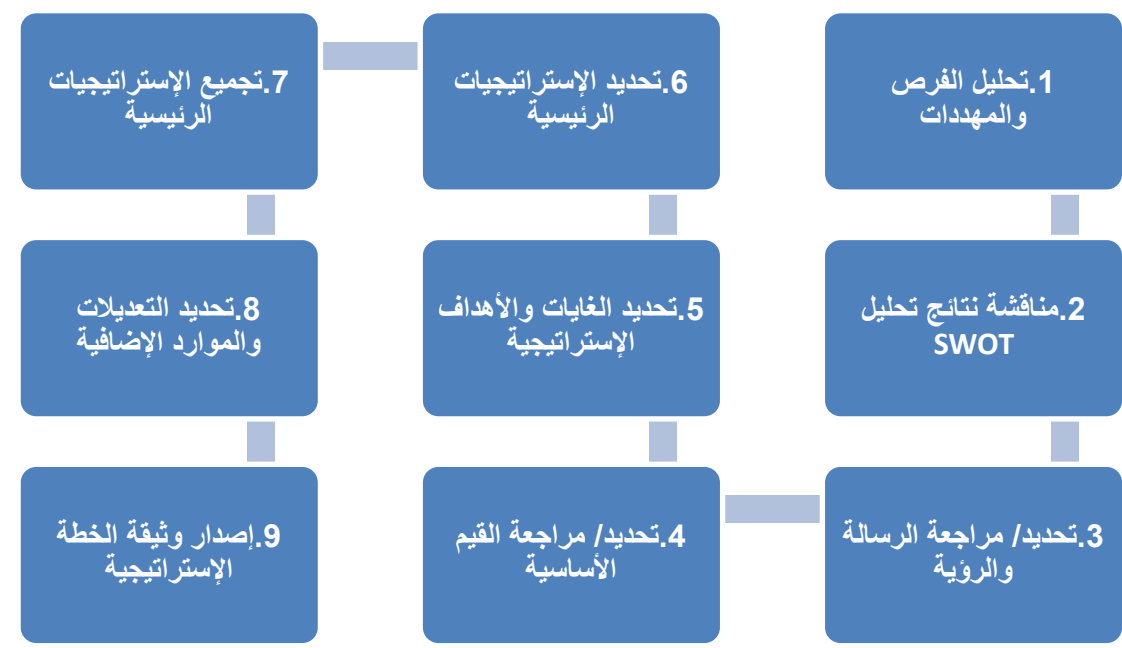 1.تحليل الفرص
والمهددات
2.مناقشة نتائج تحليل
SWOT
3.تحديد/ مراجعة الرسالة
والرؤية
4.تحديد/ مراجعة القيم
الأساسية
5.تحديد الغايات والأهداف
الإستراتيجية
6.تحديد الإستراتيجيات
الرئيسية
7.تجميع الإستراتيجيات
الرئيسية
8.تحديد التعديلات
والموارد الإضافية
9.إصدار وثيقة الخطة
الإستراتيجية